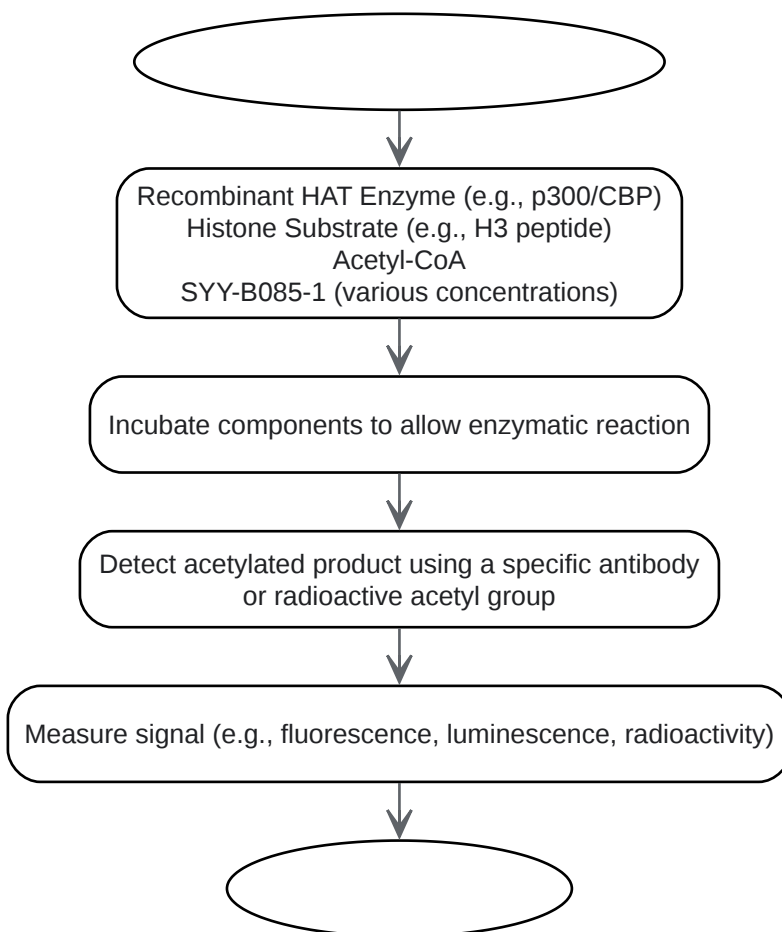 Recombinant HAT Enzyme (e.g., p300/CBP)
Histone Substrate (e.g., H3 peptide)
Acetyl-CoA
SYY-B085-1 (various concentrations)
Incubate components to allow enzymatic reaction
Detect acetylated product using a specific antibody
or radioactive acetyl group
Measure signal (e.g., fluorescence, luminescence, radioactivity)